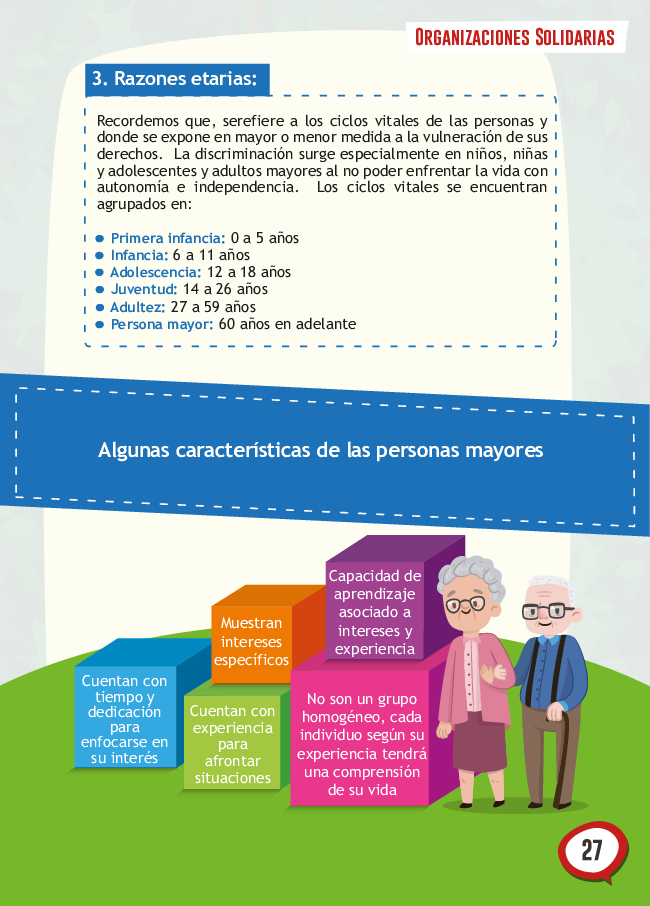 Organizaciones Solidarias
3. Razones etarias:
Recordemos que, serefiere a los ciclos vitales de las personas y
donde se expone en mayor o menor medida a la vulneración de sus
derechos. La discriminación surge especialmente en niños, niñas
y adolescentes y adultos mayores al no poder enfrentar la vida con
autonomía e independencia. Los ciclos vitales se encuentran
agrupados en:
● Primera infancia: 0 a 5 años
● Infancia: 6 a 11 años
● Adolescencia: 12 a 18 años
● Juventud: 14 a 26 años
● Adultez: 27 a 59 años
● Persona mayor: 60 años en adelante
Algunas características de las personas mayores
Capacidad de
aprendizaje
asociado a
intereses y
experiencia
Muestran
intereses
específicos
Cuentan con
tiempo y
dedicación
para
enfocarse en
su interés
Cuentan con
experiencia
para
afrontar
situaciones
No son un grupo
homogéneo, cada
individuo según su
experiencia tendrá
una comprensión
de su vida
27